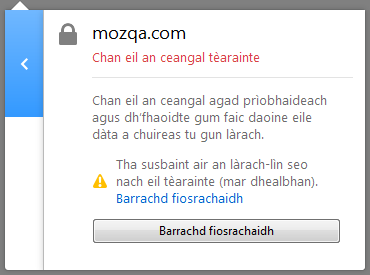 mozqa.com
Chan eil an ceangal tèarainte
Chan eil an ceangal agad prìobhaideach
agus dh'fhaoidte gum faic daoine eile
dàta a chuireas tu gun làrach.
Tha susbaint air an làrach-lìn seo
nach eil tèarainte (mar dhealbhan).
Barrachd fiosrachaidh
Barrachd fiosrachaidh